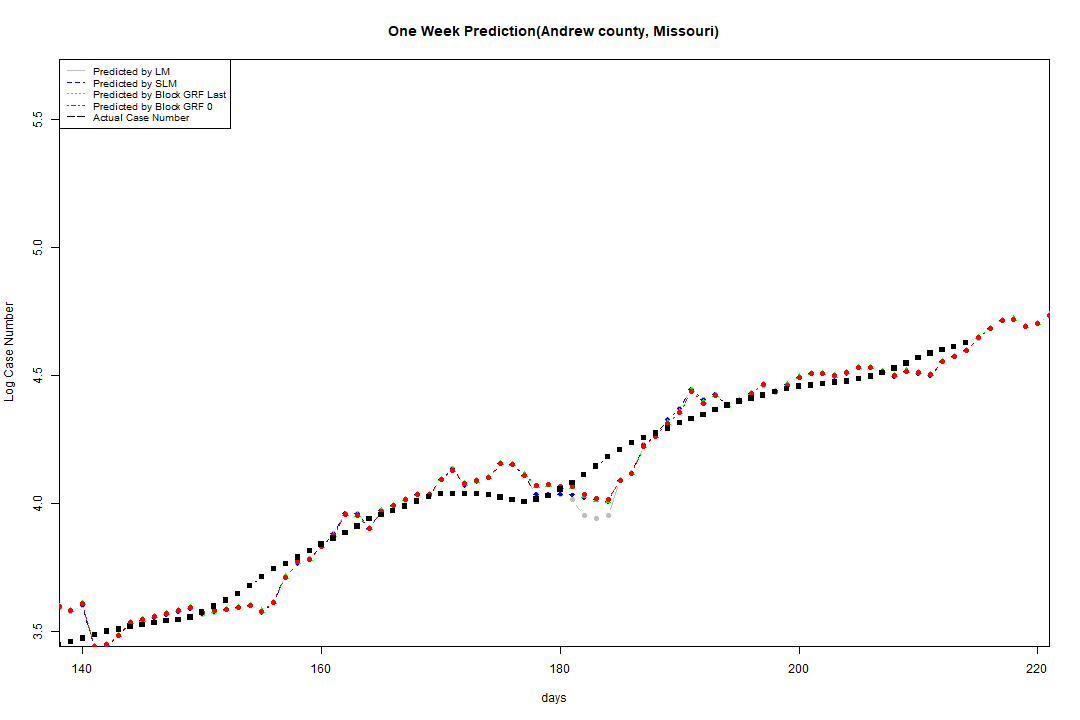 One Week Prediction(Andrew county, Missouri)
Predicted by LM
Predicted by SLM
Predicted by Block GRF Last
Predicted by Block GRF 0
Actual Case Number
5.5
5.0
4.5
4.0
3.5
Log Case Number
140 160 180 200 220
days